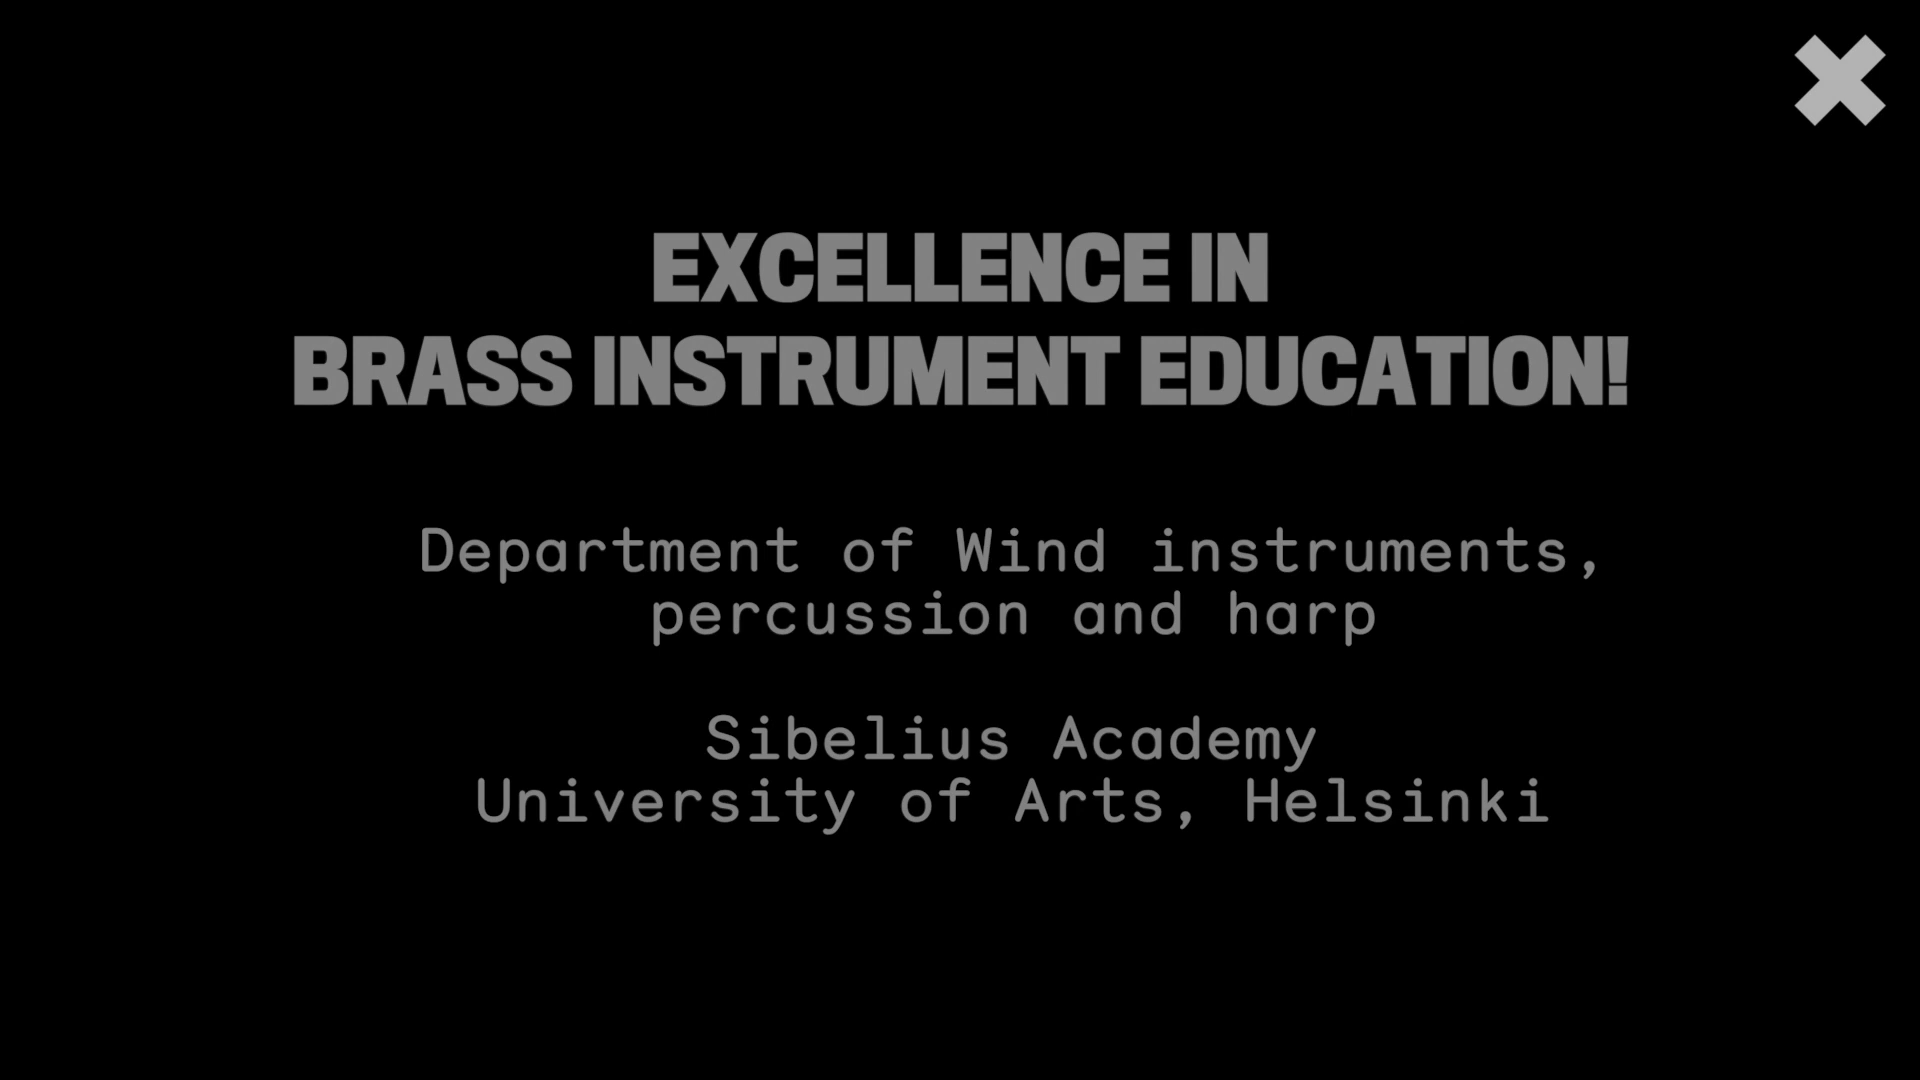 EXCELLENCE IN
BRASS INSTRUMENT EDUCATION!
Department of Wind instruments,
percussion and harp
Sibelius Academy
University of Arts, Helsinki